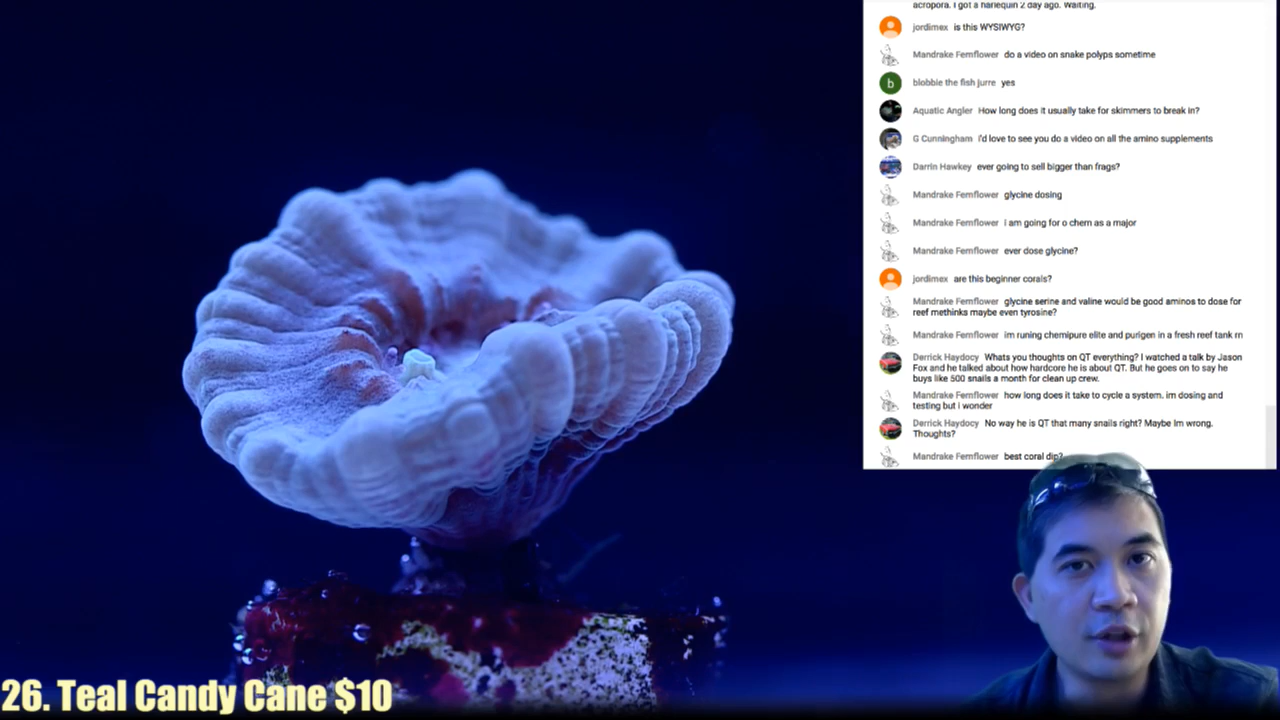 acropora. I got a harlequin 2 day ago. Waiting.
jordimex is this WYSIWYG?
Mandrake Fernflower do a video on snake polyps sometime
b
blobbie the fish jurre yes
Aquatic Angler How long does it usually take for skimmers to break in?
G Cunningham i'd love to see you do a video on all the amino supplements
Darrin Hawkey ever going to sell bigger than frags?
Mandrake Fernflower glycine dosing
Mandrake Fernflower i am going for o chem as a major
Mandrake Fernflower ever dose glycine?
jordimex are this beginner corals?
Mandrake Fernflower glycine serine and valine would be good aminos to dose for
reef methinks maybe even tyrosine?
Mandrake Fernflower im runing chemipure elite and purigen in a fresh reef tank rn
Derrick Haydocy Whats you thoughts on QT everything? I watched a talk by Jason
Fox and he talked about how hardcore he is about QT. But he goes on to say he
buys like 500 snails a month for clean up crew.
Mandrake Fernflower how long does it take to cycle a system. im dosing and
testing but i wonder
Derrick Haydocy No way he is QT that many snails right? Maybe Im wrong.
Thoughts?
Mandrake Fernflower best coral dip?
26. Teal Candy Cane $10